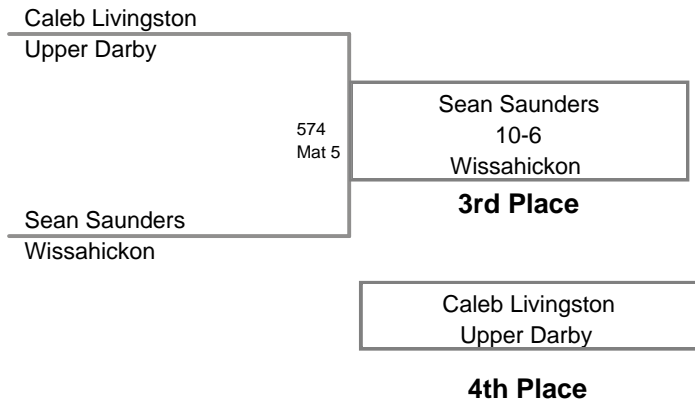 Caleb Livingston
Upper Darby
574
Mat 5
Sean Saunders
10-6
Wissahickon
3rd Place
Sean Saunders
Wissahickon
Caleb Livingston
Upper Darby
4th Place